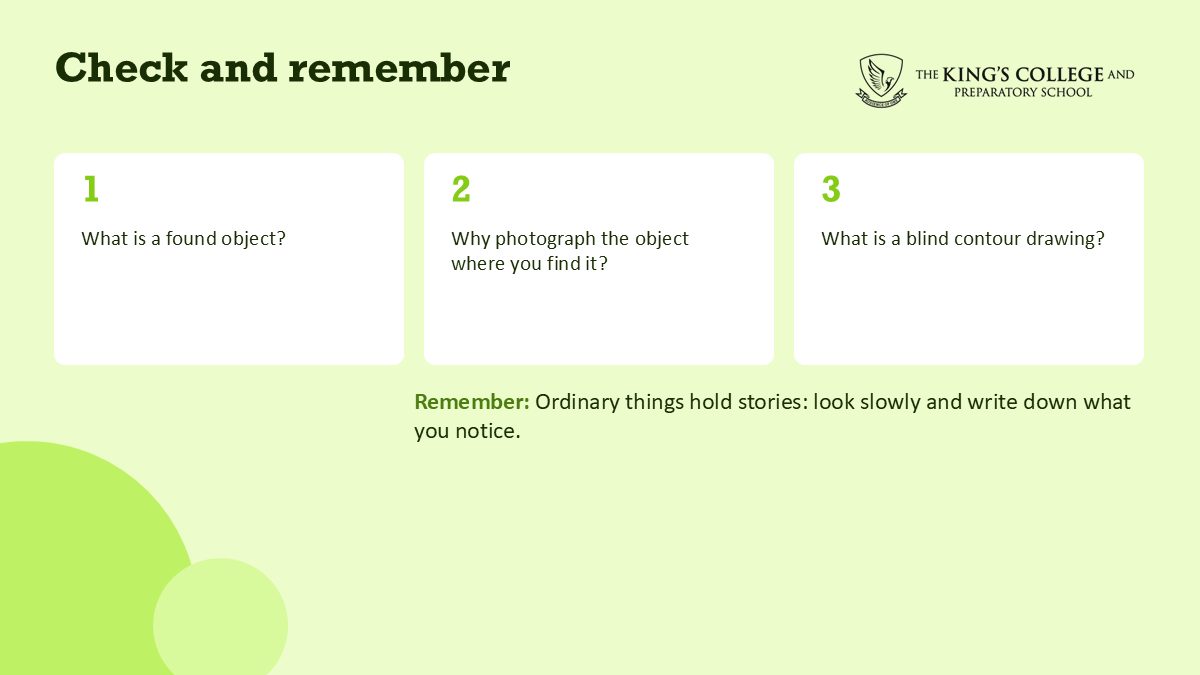 Check and remember
THE KING'S COLLEGE AND
PREPARATORY SCHOOL
1
What is a found object?
2
Why photograph the object
where you find it?
3
What is a blind contour drawing?
Remember: Ordinary things hold stories: look slowly and write down what
you notice.